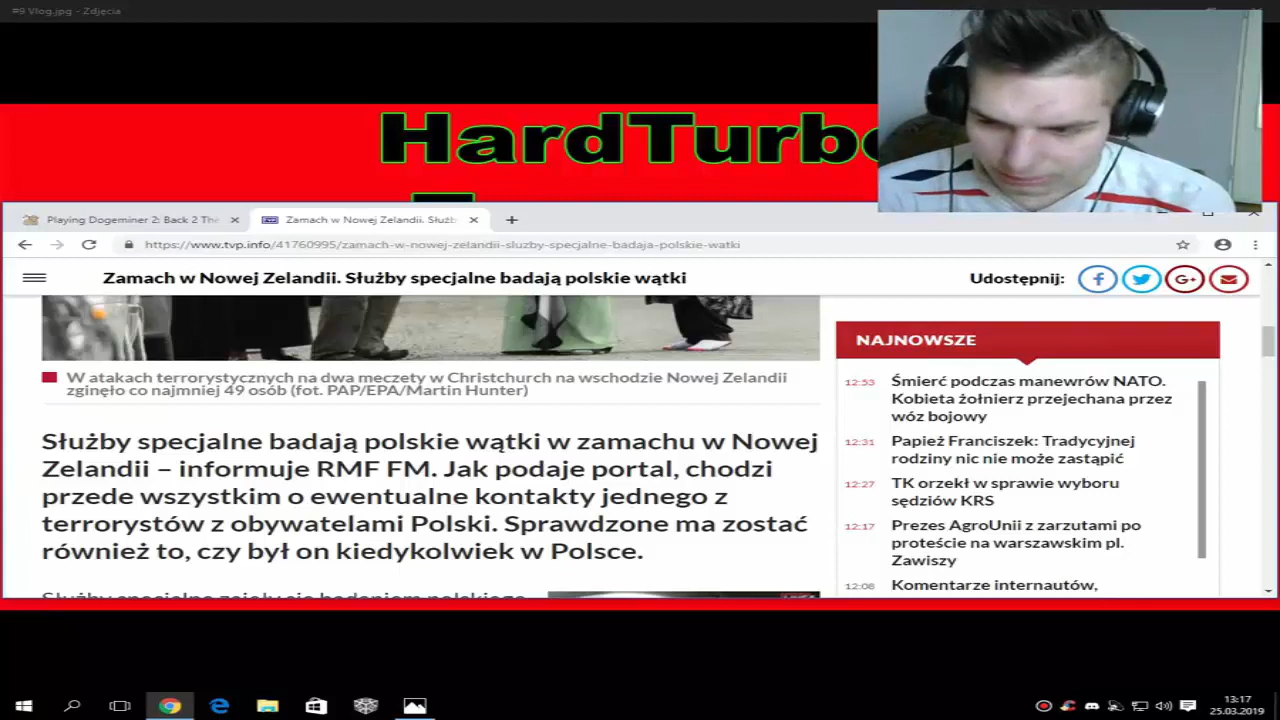 #9 Vlog.jpg - Zdjęcia
HardTurbo
Playing Dogeminer 2: Back 2 The
Zamach w Nowej Zelandii. Służb
https://www.tvp.info/41760995/zamach-w-nowej-zelandii-sluzby-specjalne-badaja-polskie-watki
Zamach w Nowej Zelandii. Służby specjalne badają polskie wątki
Udostępnij:
W atakach terrorystycznych na dwa meczety w Christchurch na wschodzie Nowej Zelandii
zginęło co najmniej 49 osób (fot. PAP/EPA/Martin Hunter)
Służby specjalne badają polskie wątki w zamachu w Nowej
Zelandii – informuje RMF FM. Jak podaje portal, chodzi
przede wszystkim o ewentualne kontakty jednego z
terrorystów z obywatelami Polski. Sprawdzone ma zostać
również to, czy był on kiedykolwiek w Polsce.
Służby specjalne zajęły się badaniem polskiego
NAJNOWSZE
12:53 Śmierć podczas manewrów NATO.
Kobieta żołnierz przejechana przez
wóz bojowy
12:31 Papież Franciszek: Tradycyjnej
rodziny nic nie może zastąpić
12:27 TK orzekł w sprawie wyboru
sędziów KRS
12:17 Prezes AgroUnii z zarzutami po
proteście na warszawskim pl.
Zawiszy
12:08 Komentarze internautów,
13:17
25.03.2019